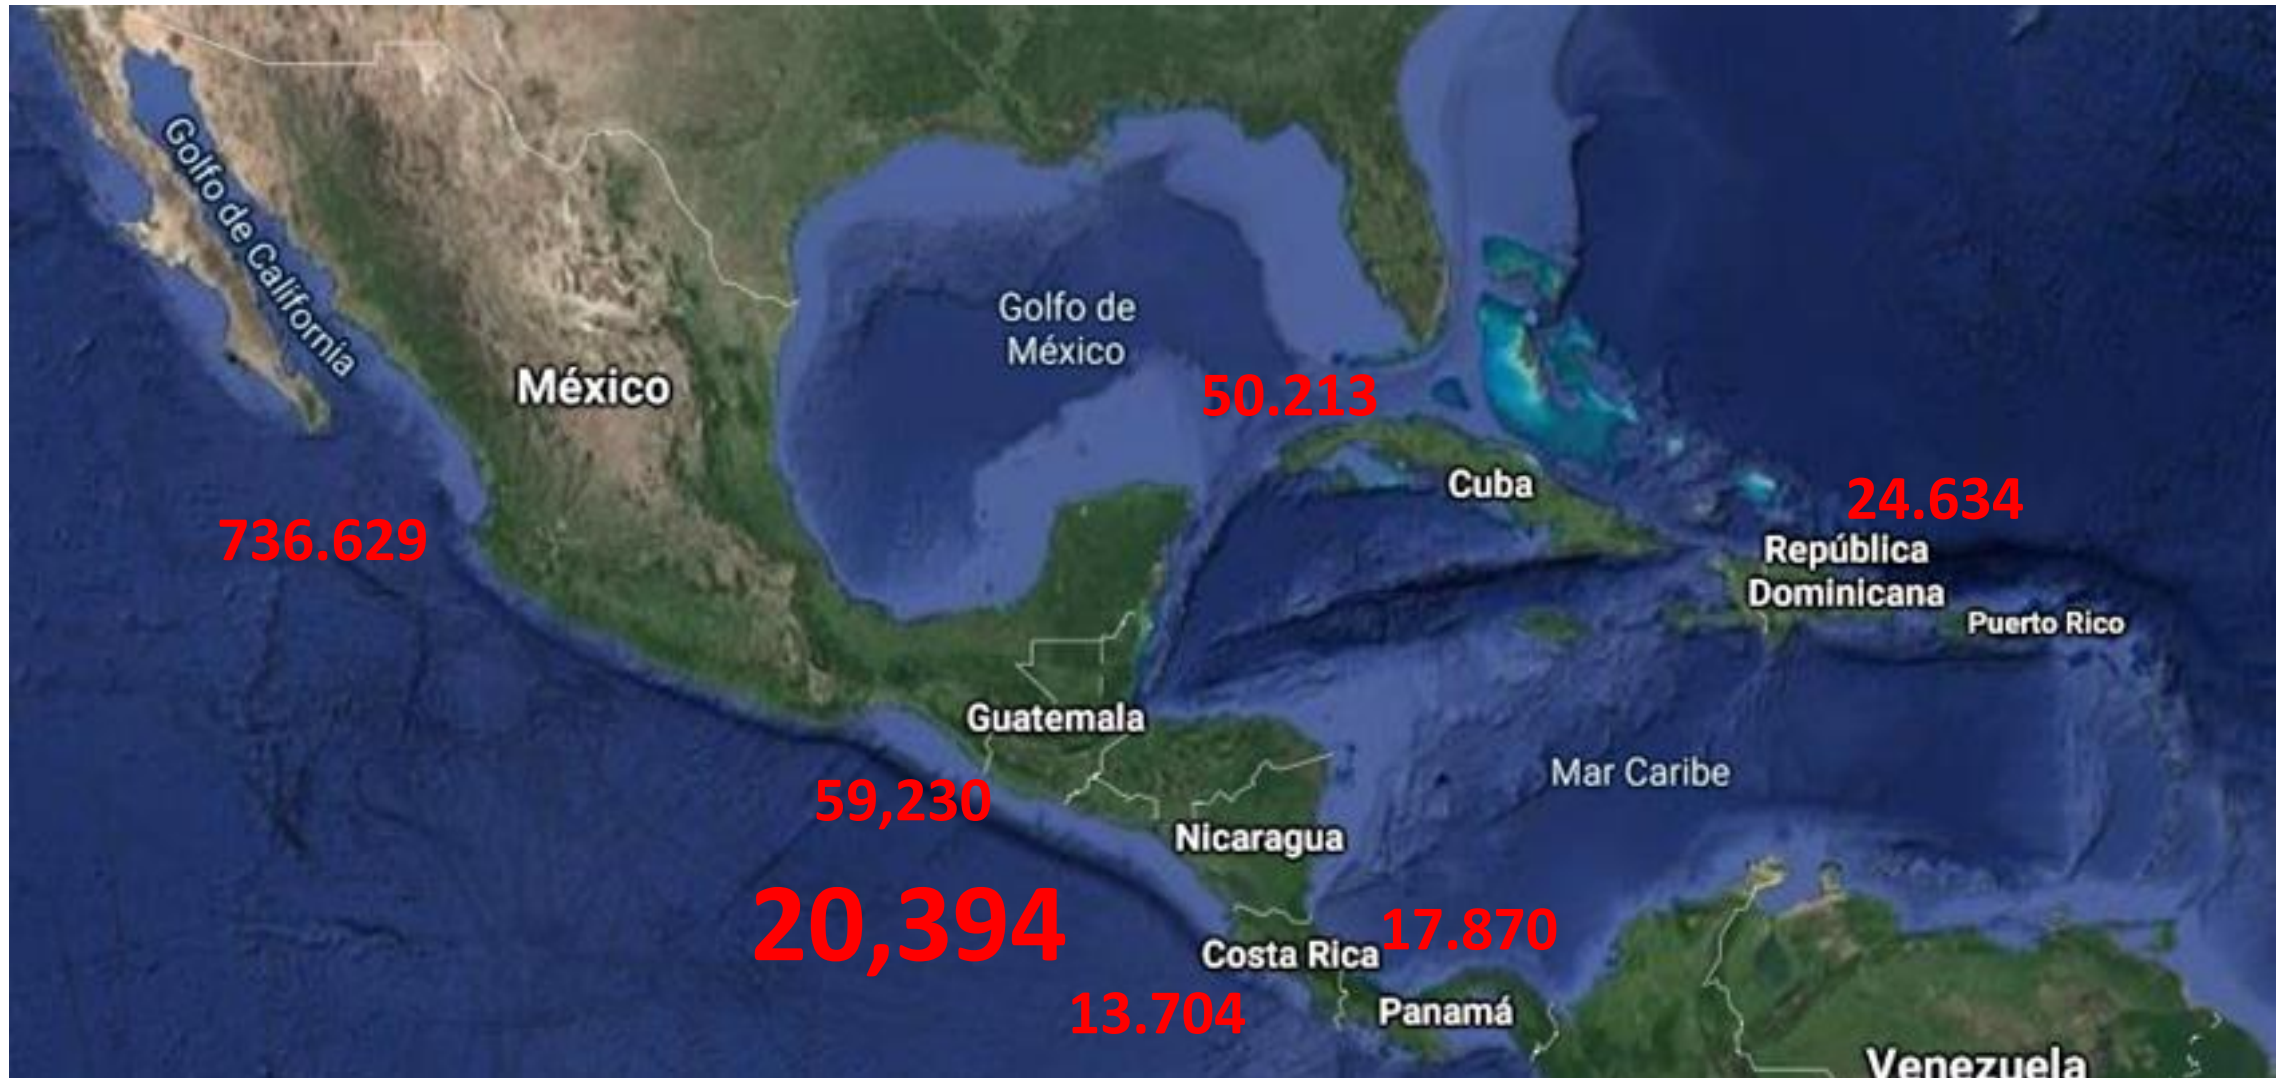 Golfo de California
Golfo de
México
México
50.213
Cuba
24.634
736.629
República
Dominicana
Puerto Rico
Guatemala
Mar Caribe
59,230
Nicaragua
20,394
17.870
Costa Rica
13.704
Panamá
Venezuela